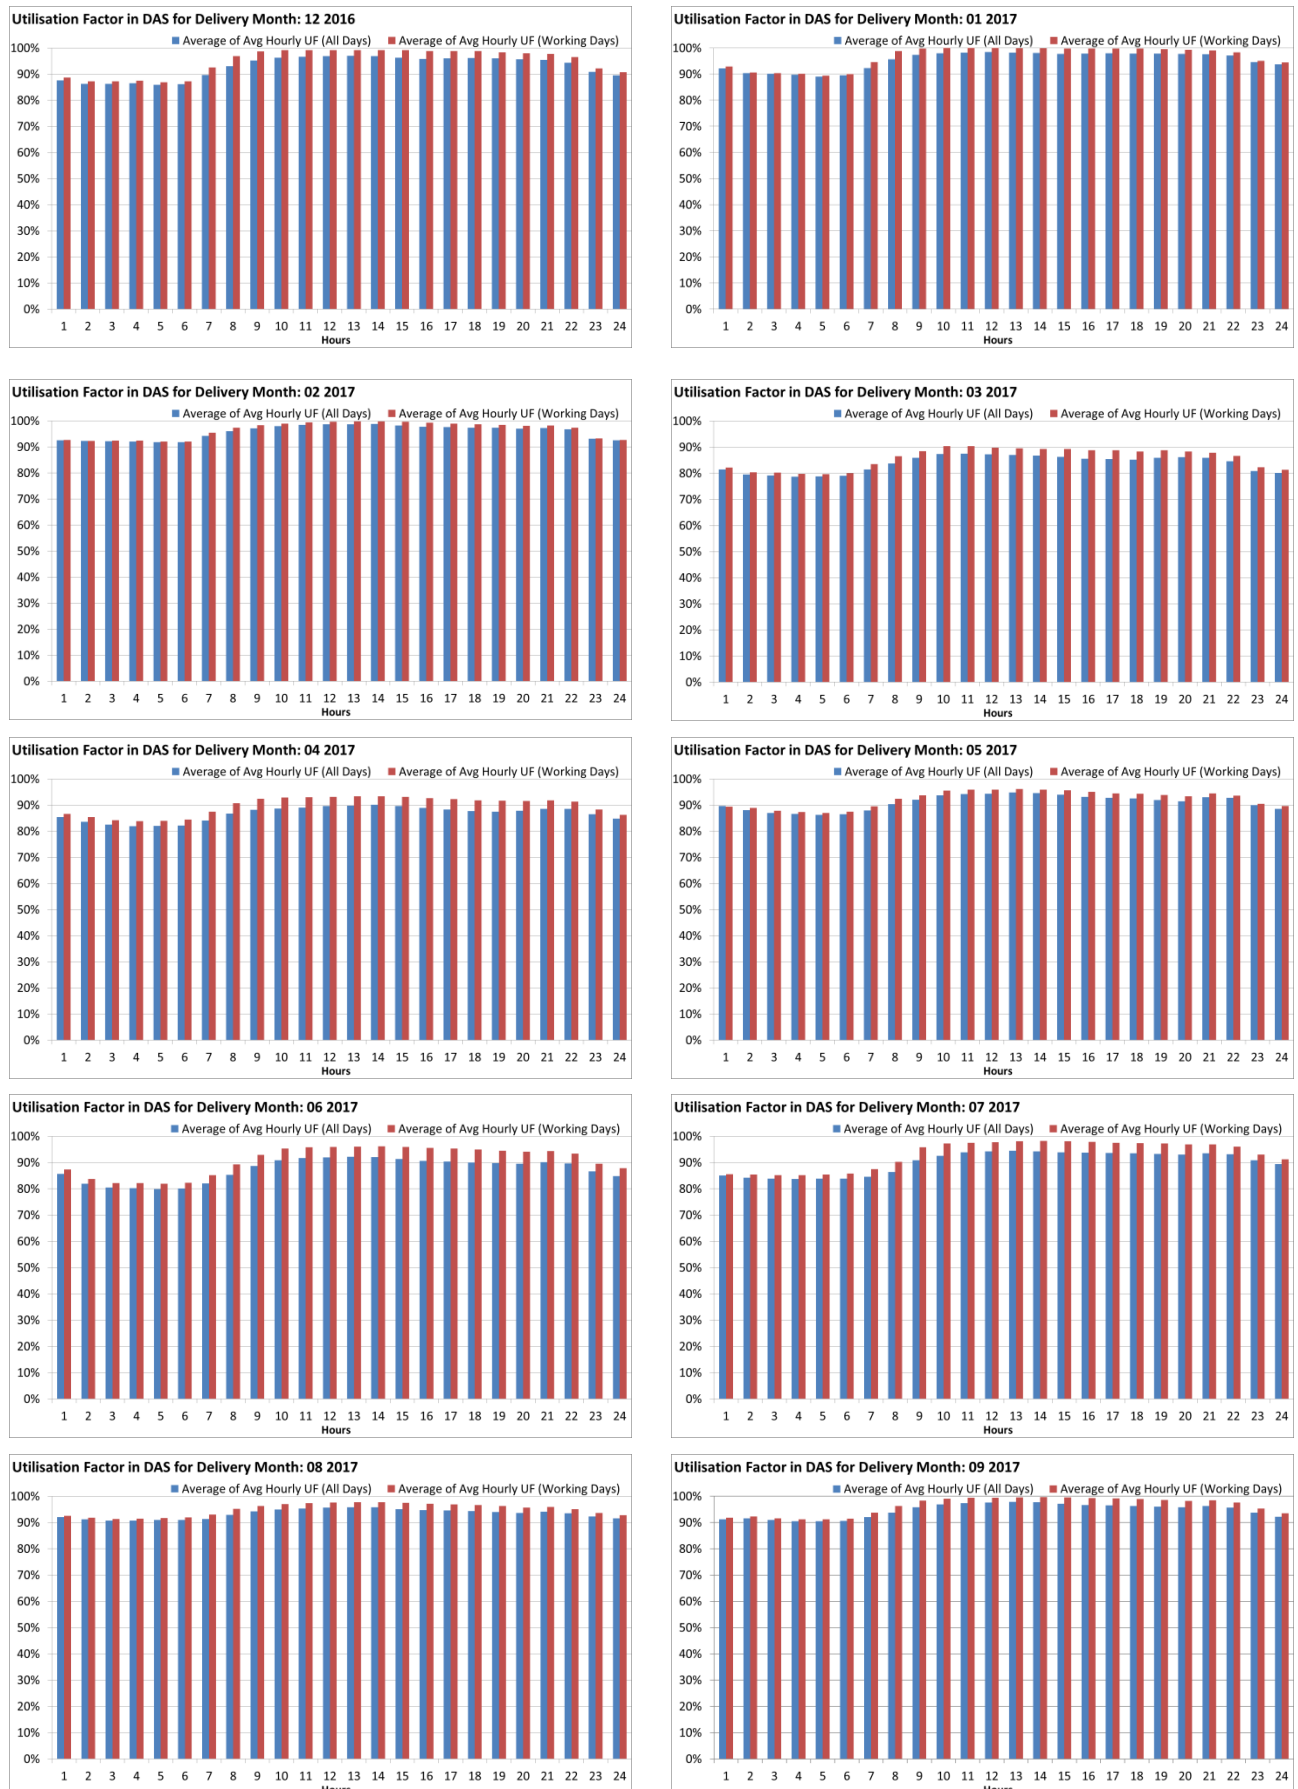 Utilisation Factor in DAS for Delivery Month: 12 2016
Average of Avg Hourly UF (All Days) Average of Avg Hourly UF (Working Days)
100%
90%
80%
70%
60%
50%
40%
30%
20%
10%
0%
1 2 3 4 5 6 7 8 9 10 11 12 13 14 15 16 17 18 19 20 21 22 23 24
Hours
Utilisation Factor in DAS for Delivery Month: 01 2017
Average of Avg Hourly UF (All Days) Average of Avg Hourly UF (Working Days)
100%
90%
80%
70%
60%
50%
40%
30%
20%
10%
0%
1 2 3 4 5 6 7 8 9 10 11 12 13 14 15 16 17 18 19 20 21 22 23 24
Hours
Utilisation Factor in DAS for Delivery Month: 02 2017
Average of Avg Hourly UF (All Days) Average of Avg Hourly UF (Working Days)
100%
90%
80%
70%
60%
50%
40%
30%
20%
10%
0%
1 2 3 4 5 6 7 8 9 10 11 12 13 14 15 16 17 18 19 20 21 22 23 24
Hours
Utilisation Factor in DAS for Delivery Month: 03 2017
Average of Avg Hourly UF (All Days) Average of Avg Hourly UF (Working Days)
100%
90%
80%
70%
60%
50%
40%
30%
20%
10%
0%
1 2 3 4 5 6 7 8 9 10 11 12 13 14 15 16 17 18 19 20 21 22 23 24
Hours
Utilisation Factor in DAS for Delivery Month: 04 2017
Average of Avg Hourly UF (All Days) Average of Avg Hourly UF (Working Days)
100%
90%
80%
70%
60%
50%
40%
30%
20%
10%
0%
1 2 3 4 5 6 7 8 9 10 11 12 13 14 15 16 17 18 19 20 21 22 23 24
Hours
Utilisation Factor in DAS for Delivery Month: 05 2017
Average of Avg Hourly UF (All Days) Average of Avg Hourly UF (Working Days)
100%
90%
80%
70%
60%
50%
40%
30%
20%
10%
0%
1 2 3 4 5 6 7 8 9 10 11 12 13 14 15 16 17 18 19 20 21 22 23 24
Hours
Utilisation Factor in DAS for Delivery Month: 06 2017
Average of Avg Hourly UF (All Days) Average of Avg Hourly UF (Working Days)
100%
90%
80%
70%
60%
50%
40%
30%
20%
10%
0%
1 2 3 4 5 6 7 8 9 10 11 12 13 14 15 16 17 18 19 20 21 22 23 24
Hours
Utilisation Factor in DAS for Delivery Month: 07 2017
Average of Avg Hourly UF (All Days) Average of Avg Hourly UF (Working Days)
100%
90%
80%
70%
60%
50%
40%
30%
20%
10%
0%
1 2 3 4 5 6 7 8 9 10 11 12 13 14 15 16 17 18 19 20 21 22 23 24
Hours
Utilisation Factor in DAS for Delivery Month: 08 2017
Average of Avg Hourly UF (All Days) Average of Avg Hourly UF (Working Days)
100%
90%
80%
70%
60%
50%
40%
30%
20%
10%
0%
1 2 3 4 5 6 7 8 9 10 11 12 13 14 15 16 17 18 19 20 21 22 23 24
Hours
Utilisation Factor in DAS for Delivery Month: 09 2017
Average of Avg Hourly UF (All Days) Average of Avg Hourly UF (Working Days)
100%
90%
80%
70%
60%
50%
40%
30%
20%
10%
0%
1 2 3 4 5 6 7 8 9 10 11 12 13 14 15 16 17 18 19 20 21 22 23 24
Hours